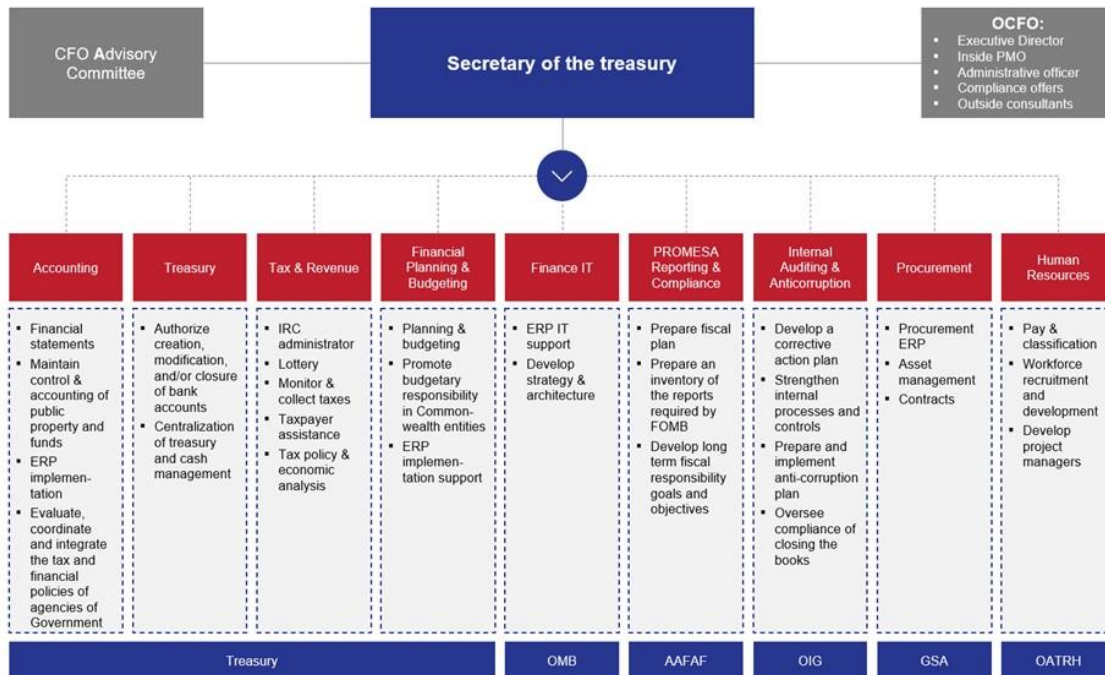 CFO Advisory
Committee
Secretary of the treasury
OCFO:
▪ Executive Director
▪ Inside PMO
▪ Administrative officer
▪ Compliance offers
▪ Outside consultants
Accounting
▪ Financial
statements
▪ Maintain
control &
accounting of
public
property and
funds
▪ ERP
implemen-
tation
▪ Evaluate,
coordinate
and integrate
the tax and
financial
policies of
agencies of
Government
Treasury
▪ Authorize
creation,
modification,
and/or closure
of bank
accounts
▪ Centralization
of treasury
and cash
management
Tax & Revenue
▪ IRC
administrator
▪ Lottery
▪ Monitor &
collect taxes
▪ Taxpayer
assistance
▪ Tax policy &
economic
analysis
Financial
Planning &
Budgeting
▪ Planning &
budgeting
▪ Promote
budgetary
responsibility
in Common-
wealth entities
▪ ERP
implemen-
tation support
Finance IT
▪ ERP IT
support
▪ Develop
strategy &
architecture
PROMESA
Reporting &
Compliance
▪ Prepare fiscal
plan
▪ Prepare an
inventory of
the reports
required by
FOMB
▪ Develop long
term fiscal
responsibility
goals and
objectives
Internal
Auditing &
Anticorruption
▪ Develop a
corrective
action plan
▪ Strengthen
internal
processes and
controls
▪ Prepare and
implement
anti-corruption
plan
▪ Oversee
compliance of
closing the
books
Procurement
▪ Procurement
ERP
▪ Asset
management
▪ Contracts
Human
Resources
▪ Pay &
classification
▪ Workforce
recruitment
and
development
▪ Develop
project
managers
Treasury
OMB
AAFAF
OIG
GSA
OATRH